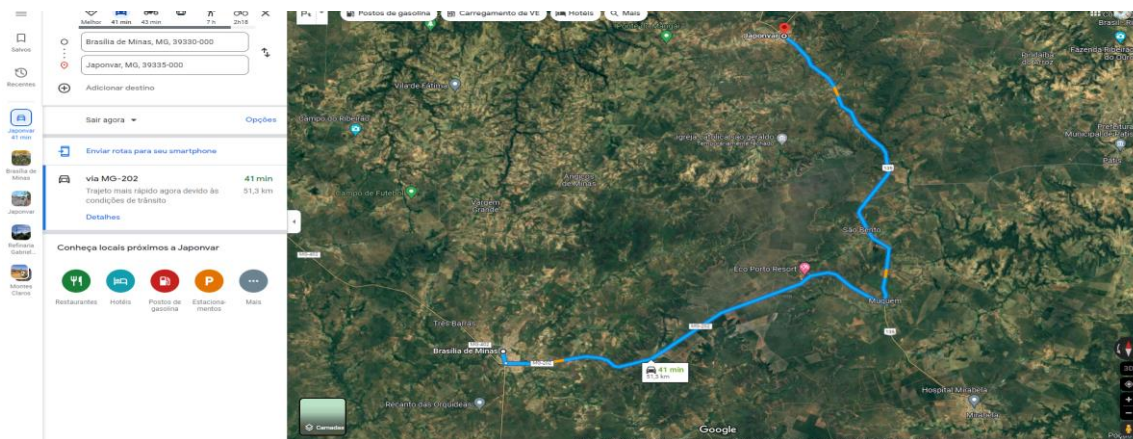 Melhor
41 min
43 min
7 h
2h18
Postos de gasolina
Carregamento de VE
Hotéis
Mais
Salvos
Recentes
Japonvar
41 min
Brasília de
Minas
Japonvar
Refinaria
Gabriel...
Montes
Claros
Brasília de Minas, MG, 39330-000
Japonvar, MG, 39335-000
Adicionar destino
Sair agora
Opções
Enviar rotas para seu smartphone
via MG-202
41 min
Trajeto mais rápido agora devido às
condições de trânsito
51,3 km
Detalhes
Conheça locais próximos a Japonvar
Restaurantes
Hotéis
Postos de
gasolina
Estaciona-
mentos
Mais
Japonvar
Vila de Fátima
Campo do Ribeirão
Fazenda Ribeirão
Prefeitura
Municipal de Patis
Patis
Angicos
de Minas
Campo de Futebol
Vargem
Grande
São Bento
Eco Porto Resort
Muquém
MG-202
Três Barras
Brasília de Minas
MG-202
41 min
51,3 km
Recanto das Orquídeas
Hospital Mirabela
Mirabela
Camadas
Google
3D